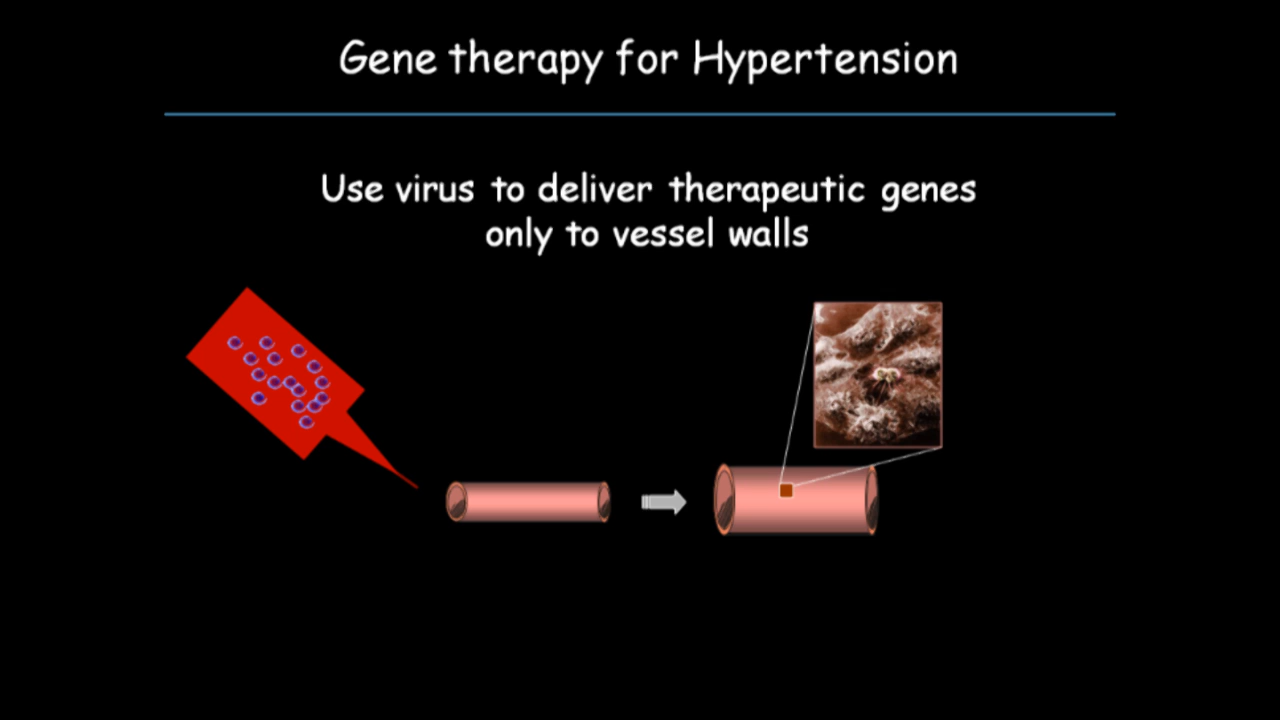 Gene therapy for Hypertension
Use virus to deliver therapeutic genes
only to vessel walls